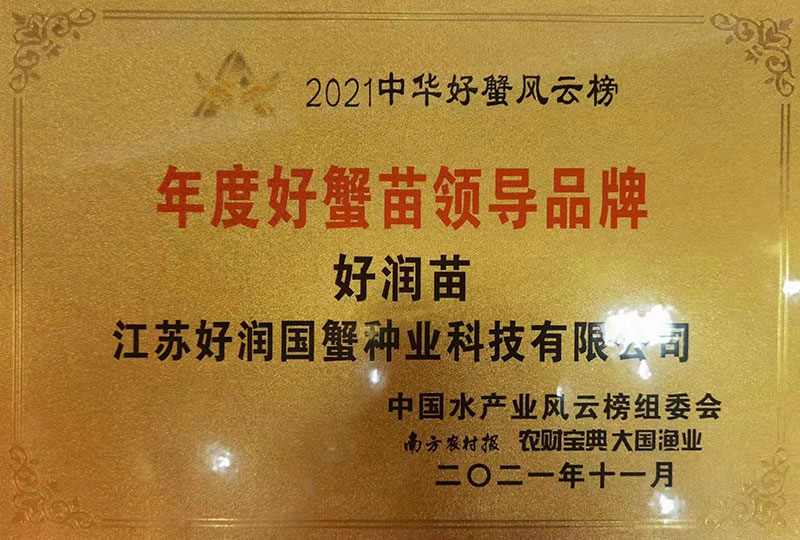 2021中华好蟹风云榜
年度好蟹苗领导品牌
好润苗
江苏好润国蟹种业科技有限公司
中国水产业风云榜组委会
南方农村报 农财宝典 大国渔业
二〇二一年十一月